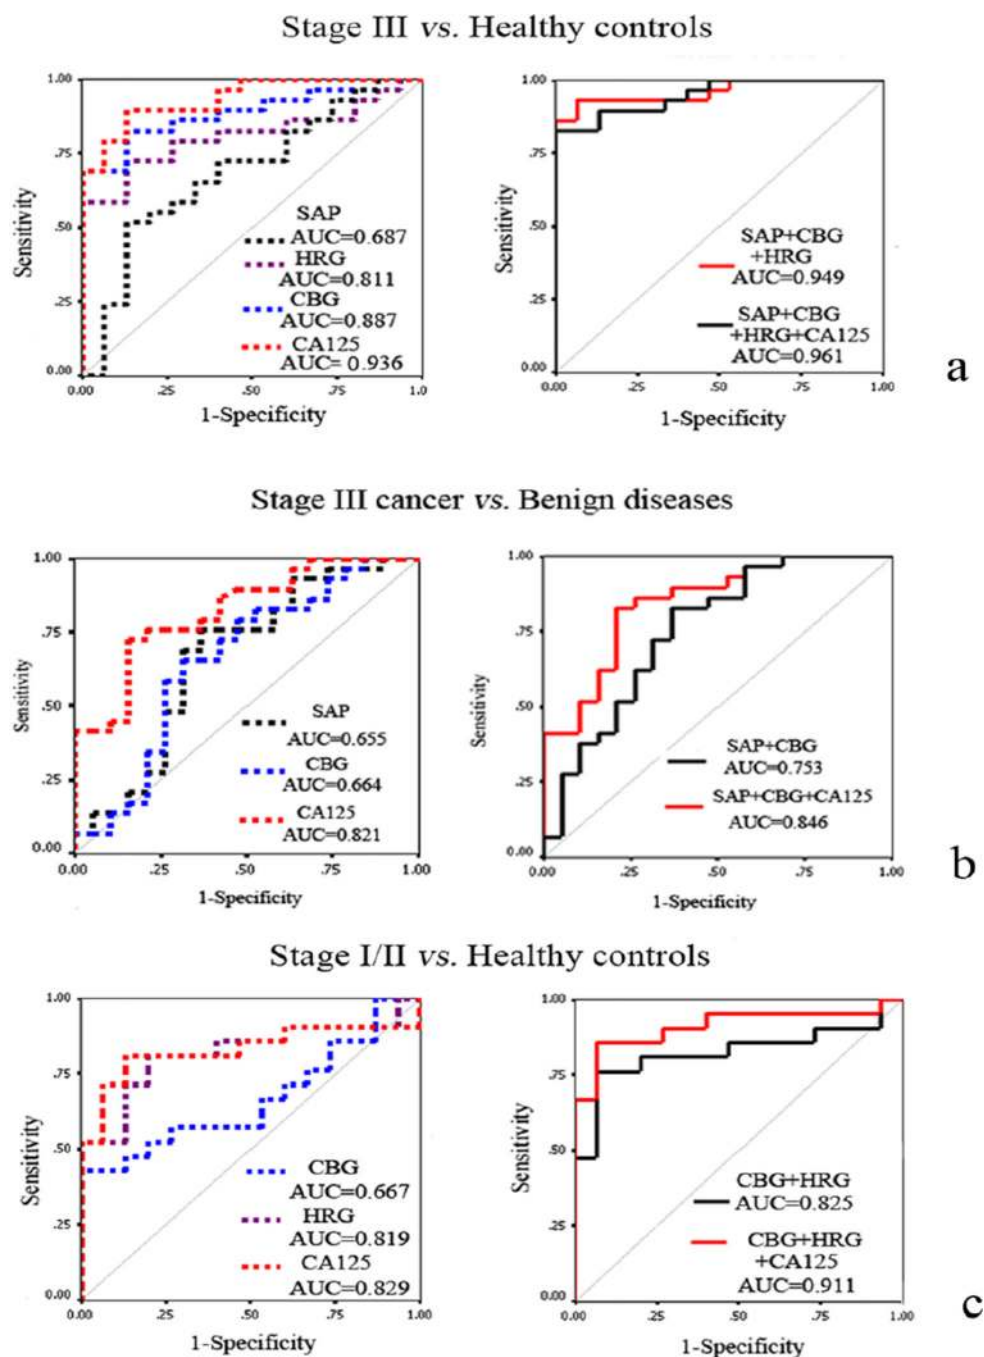 Stage III vs. Healthy controls
1.00
.75
.50
.25
0.00
Sensitivity
SAP
AUC=0.687
HRG
AUC=0.811
CBG
AUC=0.887
CA125
AUC= 0.936
0.00 .25 .50 .75 1.0
1-Specificity
1.00
.75
.50
.25
0.00
Sensitivity
SAP+CBG
+HRG
AUC=0.949
SAP+CBG
+HRG+CA125
AUC=0.961
0.00 .25 .50 .75 1.00
1-Specificity
a
Stage III cancer vs. Benign diseases
1.00
.75
.50
.25
0.00
Sensitivity
SAP
AUC=0.655
CBG
AUC=0.664
CA125
AUC=0.821
0.00 .25 .50 .75 1.00
1-Specificity
1.00
.75
.50
.25
0.00
Sensitivity
SAP+CBG
AUC=0.753
SAP+CBG+CA125
AUC=0.846
0.00 .25 .50 .75 1.00
1-Specificity
b
Stage I/II vs. Healthy controls
1.00
.75
.50
.25
0.00
Sensitivity
CBG
AUC=0.667
HRG
AUC=0.819
CA125
AUC=0.829
0.00 .25 .50 .75 1.0
1-Specificity
1.00
.75
.50
.25
0.00
Sensitivity
CBG+HRG
AUC=0.825
CBG+HRG
+CA125
AUC=0.911
0.00 .25 .50 .75 1.00
1-Specificity
c